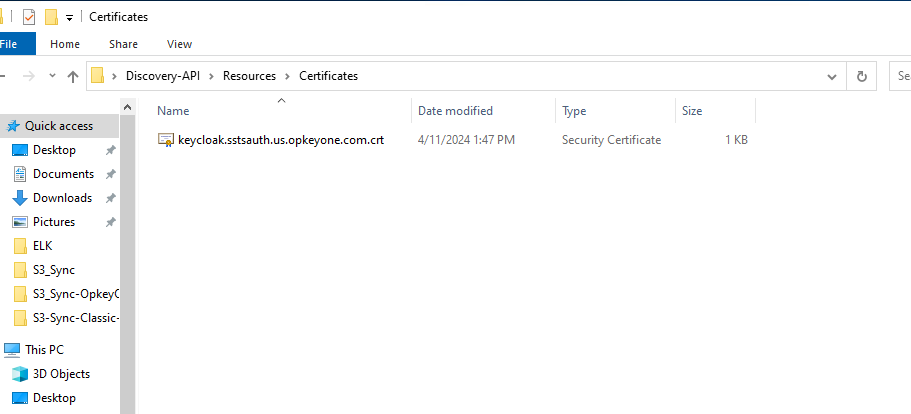 Certificates
File Home Share View
Discovery-API Resources Certificates
Name Date modified Type Size
Quick access
keycloak.sstsauth.us.opkeyone.com.crt 4/11/2024 1:47 PM Security Certificate 1 KB
Desktop
Documents
Downloads
Pictures
ELK
S3_Sync
S3_Sync-Opkey
S3-Sync-Classic-
This PC
3D Objects
Desktop